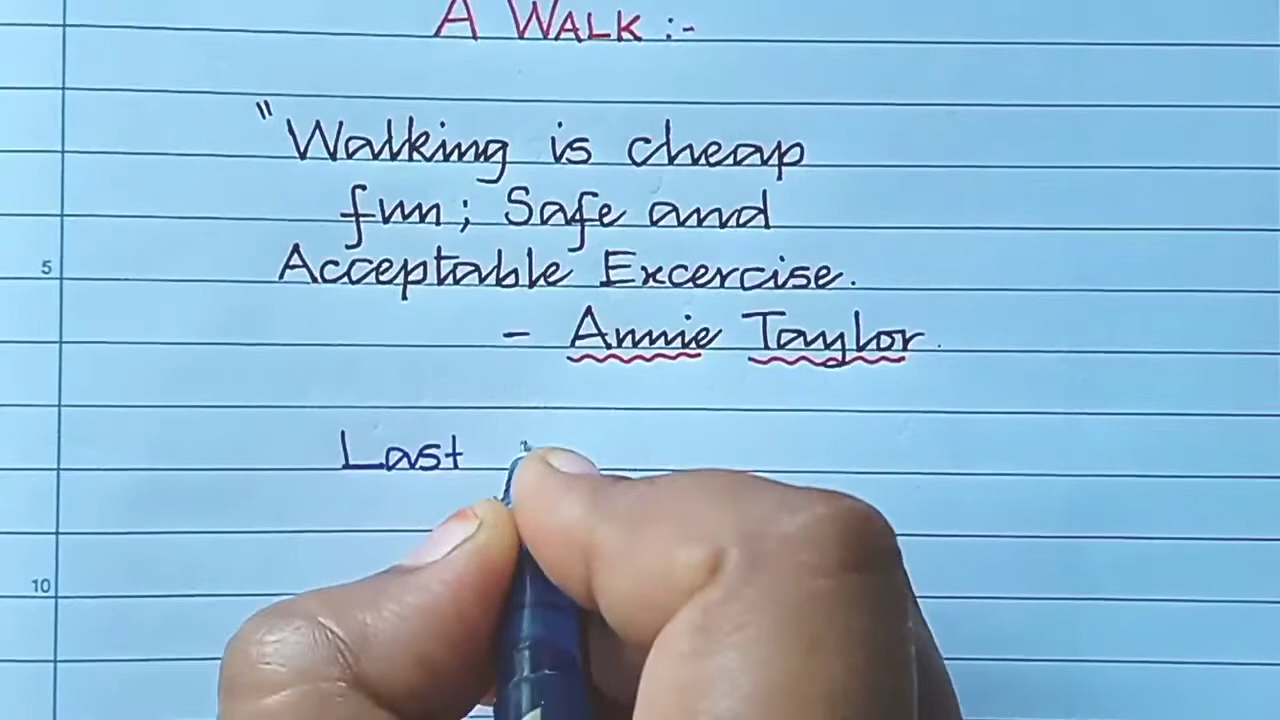 A WALK :-
"Walking is cheap
fun; Safe and
5
Acceptable Excercise.
- Annie Taylor.
Last
10